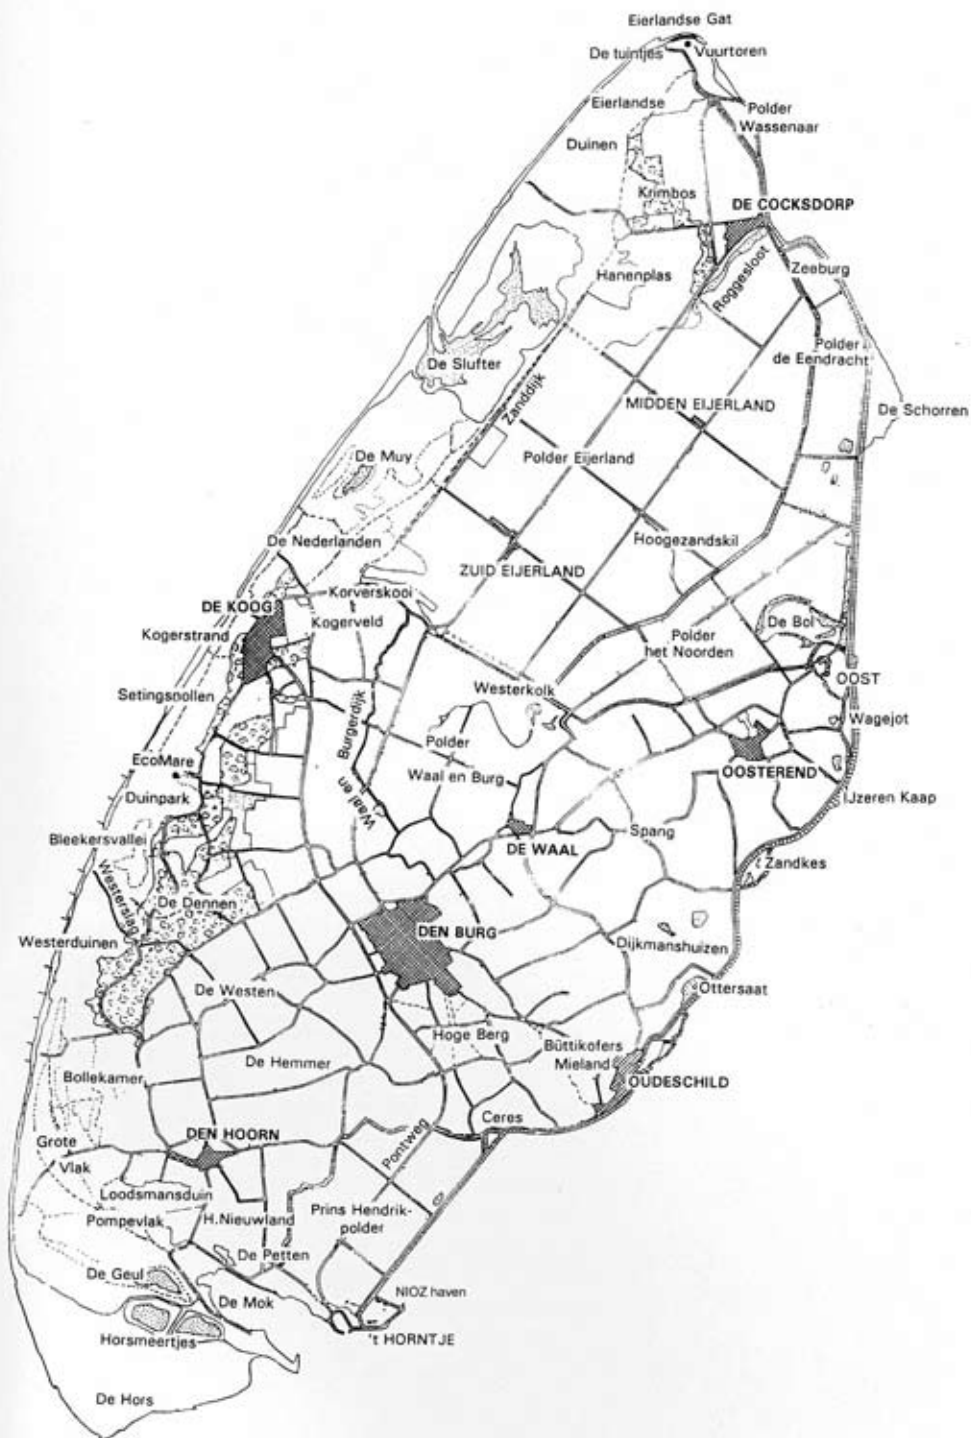 Eierlandse Gat
De tuintjes
Vuurtoren
Eierlandse
Duinen
Polder
Wassenaar
Krimbos
DE COCKSDORP
Hanenplas
Roggesloot
Zeeburg
De Slufter
Zanddijk
Polder
de Eendracht
MIDDEN EIJERLAND
De Schorren
De Muy
Polder Eijerland
De Nederlanden
Hoogezandskil
ZUID EIJERLAND
DE KOOG
Korverskooi
Kogerveld
Kogerstrand
De Bol
Polder
het Noorden
Setingsnollen
Westerkolk
OOST
Waal en Burgerdijk
Polder
Waal en Burg
Wagejot
EcoMare
OOSTEREND
Duinpark
IJzeren Kaap
Bleekersvallei
DE WAAL
Spang
Zandkes
Westerslag
De Dennen
DEN BURG
Westerduinen
Dijkmanshuizen
De Westen
Ottersaat
Hoge Berg
Büttikofers
Mieland
De Hemmer
Bollekamer
OUDESCHILD
Ceres
DEN HOORN
Pontweg
Grote
Vlak
Loodsmansduin
Pompevlak
H.Nieuwland
Prins Hendrik-
polder
De Petten
De Geul
De Mok
NIOZ haven
Horsmeertjes
't HORNTJE
De Hors